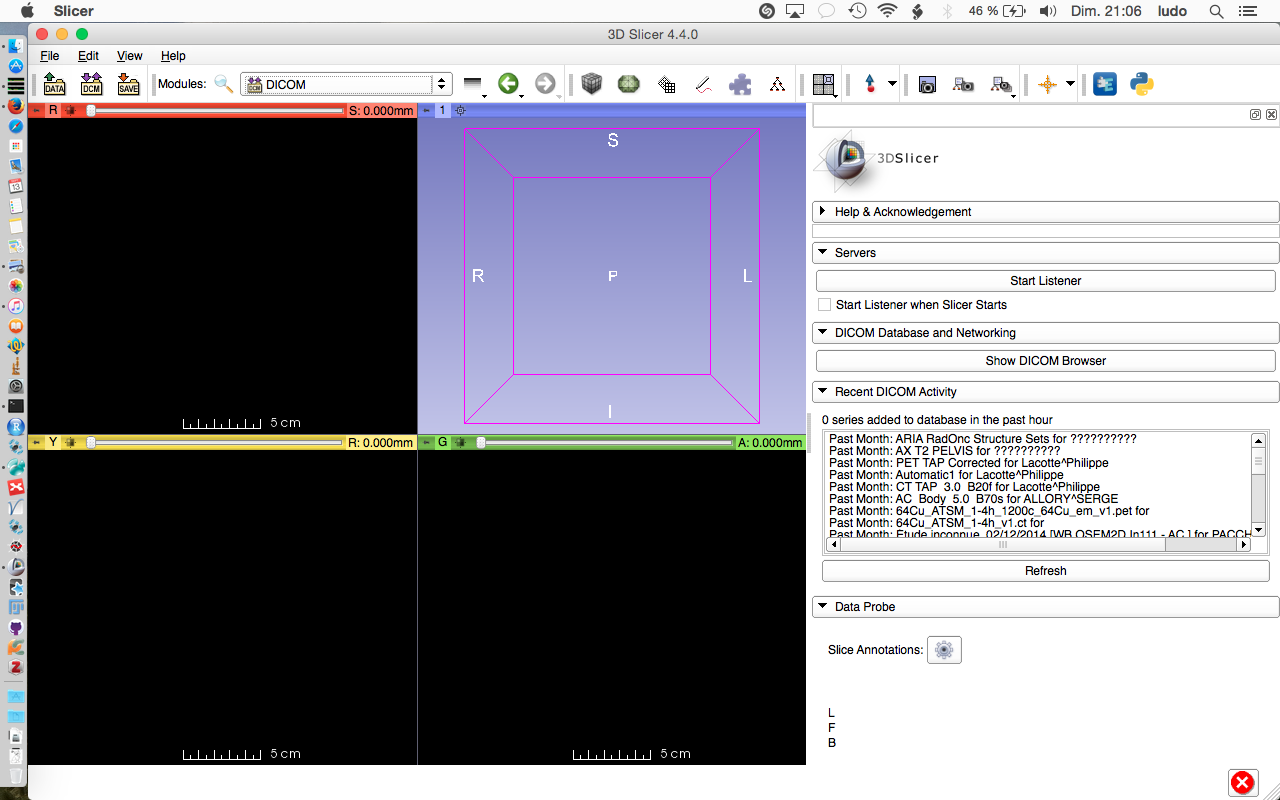 Slicer
46 %
Dim. 21:06
ludo
3D Slicer 4.4.0
File
Edit
View
Help
DATA
DCM
SAVE
Modules:
DCM
DICOM
R
S: 0.000mm
1
S
R
P
L
I
5 cm
Y
R: 0.000mm
G
A: 0.000mm
5 cm
5 cm
3DSlicer
Help & Acknowledgement
Servers
Start Listener
Start Listener when Slicer Starts
DICOM Database and Networking
Show DICOM Browser
Recent DICOM Activity
0 series added to database in the past hour
Past Month: ARIA RadOnc Structure Sets for ??????????
Past Month: AX T2 PELVIS for ??????????
Past Month: PET TAP Corrected for Lacotte^Philippe
Past Month: Automatic1 for Lacotte^Philippe
Past Month: CT TAP  3.0  B20f for Lacotte^Philippe
Past Month: AC  Body  5.0  B70s for ALLORY^SERGE
Past Month: 64Cu_ATSM_1-4h_1200c_64Cu_em_v1.pet for
Past Month: 64Cu_ATSM_1-4h_v1.ct for
Past Month: Etude inconnue  02/12/2014 [WB OSEM2D In111 - AC ] for PACCH
Refresh
Data Probe
Slice Annotations:
L
F
B